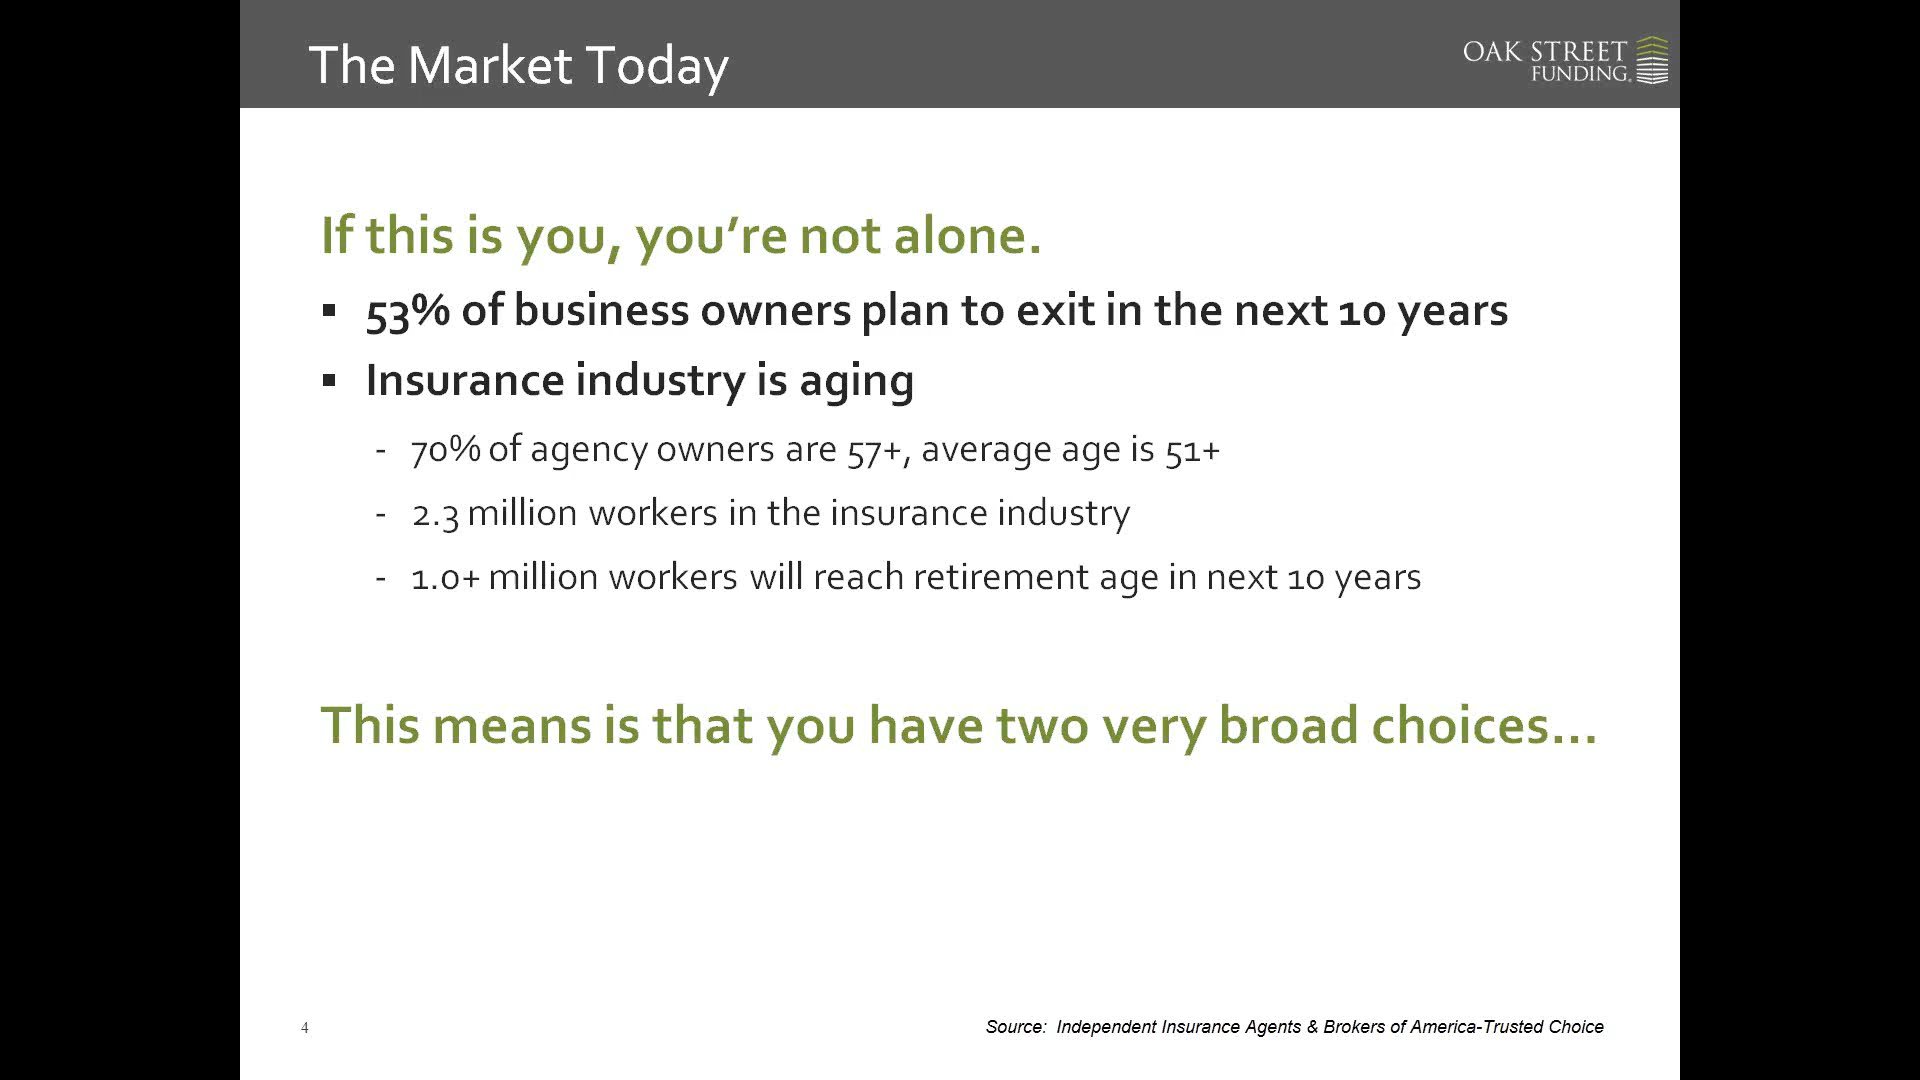 The Market Today
OAK STREET
FUNDING®
If this is you, you’re not alone.
▪ 53% of business owners plan to exit in the next 10 years
▪ Insurance industry is aging
- 70% of agency owners are 57+, average age is 51+
- 2.3 million workers in the insurance industry
- 1.0+ million workers will reach retirement age in next 10 years
This means is that you have two very broad choices…
4
Source: Independent Insurance Agents & Brokers of America-Trusted Choice